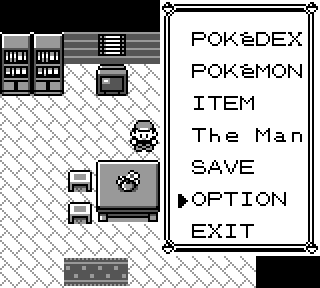 POKéDEX
POKéMON
ITEM
The Man
SAVE
OPTION
EXIT